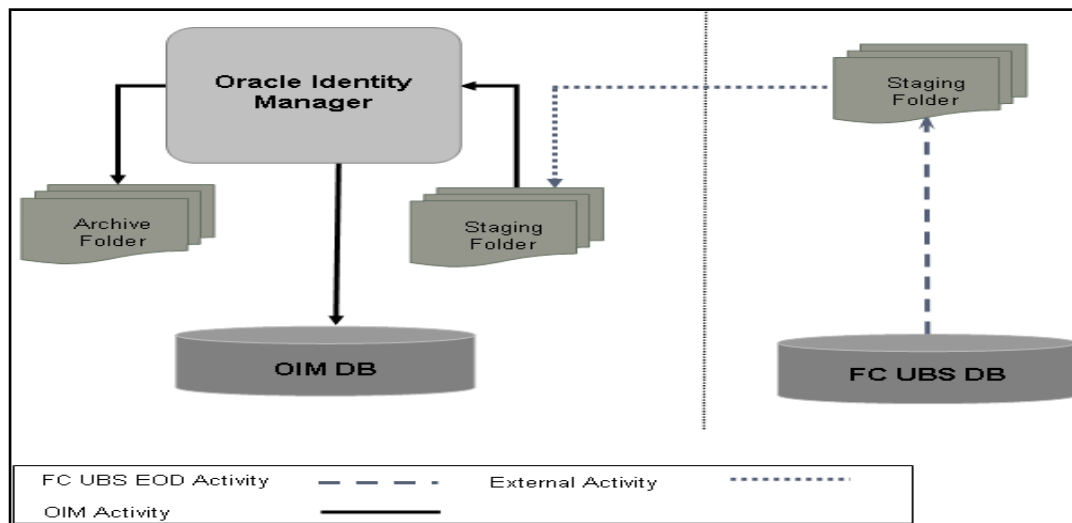 Oracle Identity
Manager
Staging
Folder
Archive
Folder
Staging
Folder
OIM DB
FC UBS DB
FC UBS EOD Activity
External Activity
OIM Activity